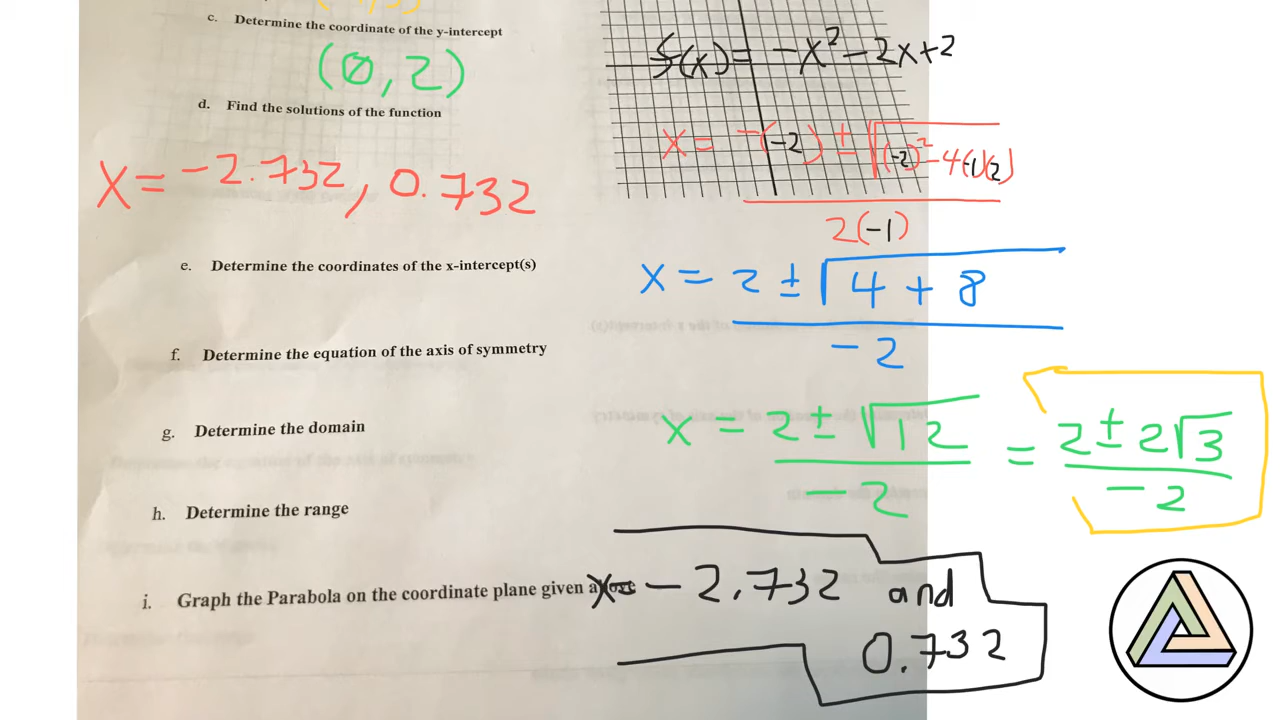 c. Determine the coordinate of the y-intercept
(0, 2)
d. Find the solutions of the function
x = -2.732, 0.732
e. Determine the coordinates of the x-intercept(s)
f. Determine the equation of the axis of symmetry
g. Determine the domain
h. Determine the range
i. Graph the Parabola on the coordinate plane given above
f(x) = -x² - 2x + 2
x = -(-2) ± √(-2)² - 4(-1)(2)
2(-1)
x = 2 ± √4 + 8
-2
x = 2 ± √12 = 2 ± 2√3
-2 -2
x = -2.732 and
0.732